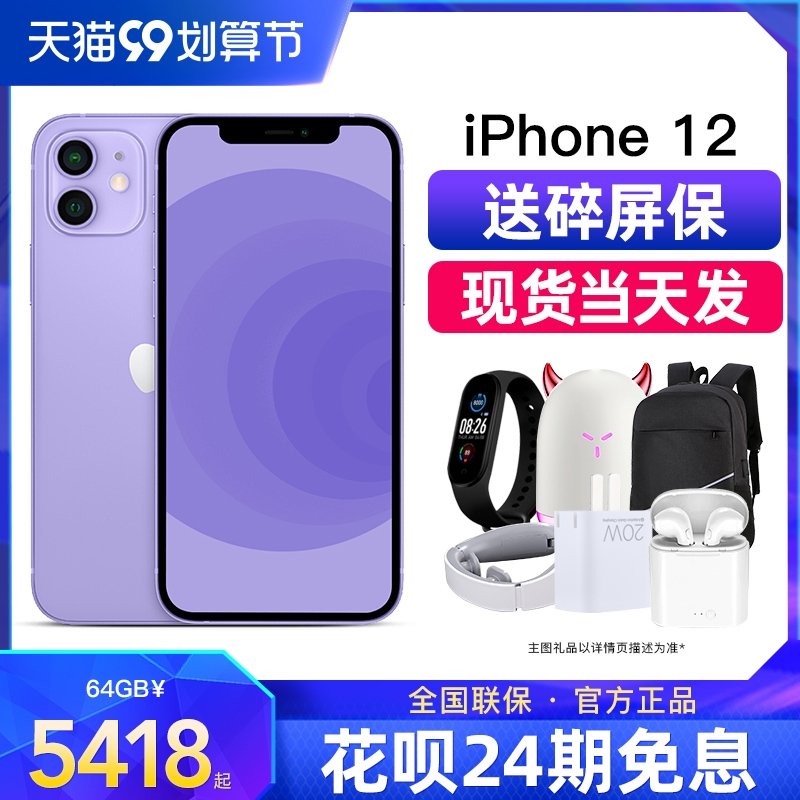 天猫99划算节
iPhone 12
送碎屏保
现货当天发
08:26
20W
主图礼品以详情页描述为准*
64GB¥
5418起
全国联保 · 官方正品
花呗24期免息